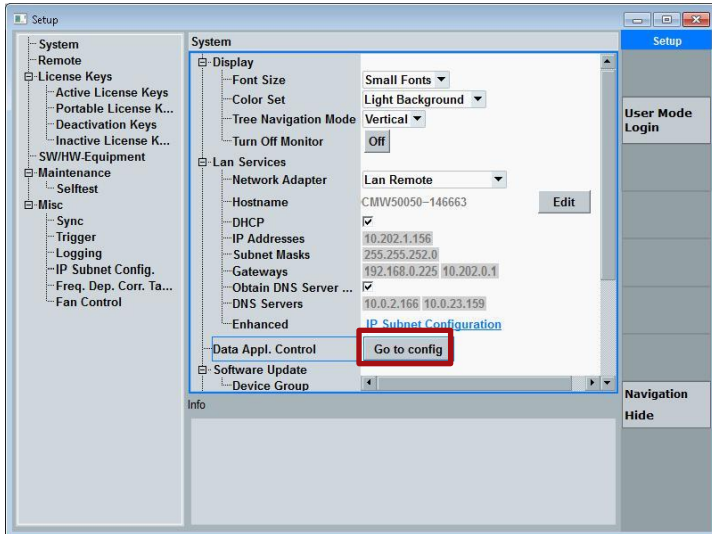 Setup
System
Remote
License Keys
Active License Keys
Portable License K...
Deactivation Keys
Inactive License K...
SW/HW-Equipment
Maintenance
Selftest
Misc
Sync
Trigger
Logging
IP Subnet Config.
Freq. Dep. Corr. Ta...
Fan Control
System
Display
Font Size Small Fonts
Color Set Light Background
Tree Navigation Mode Vertical
Turn Off Monitor Off
Lan Services
Network Adapter Lan Remote
Hostname CMW50050-146663 Edit
DHCP
IP Addresses 10.202.1.156
Subnet Masks 255.255.252.0
Gateways 192.168.0.225 10.202.0.1
Obtain DNS Server ...
DNS Servers 10.0.2.166 10.0.23.159
Enhanced IP Subnet Configuration
Data Appl. Control Go to config
Software Update
Device Group
Info
Setup
User Mode
Login
Navigation
Hide